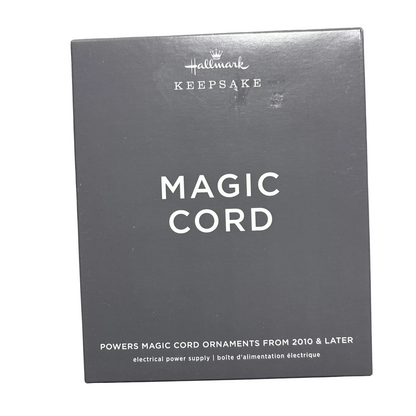 Hallmark
KEEPSAKE
MAGIC
CORD
POWERS MAGIC CORD ORNAMENTS FROM 2010 & LATER
electrical power supply | boîte d'alimentation électrique